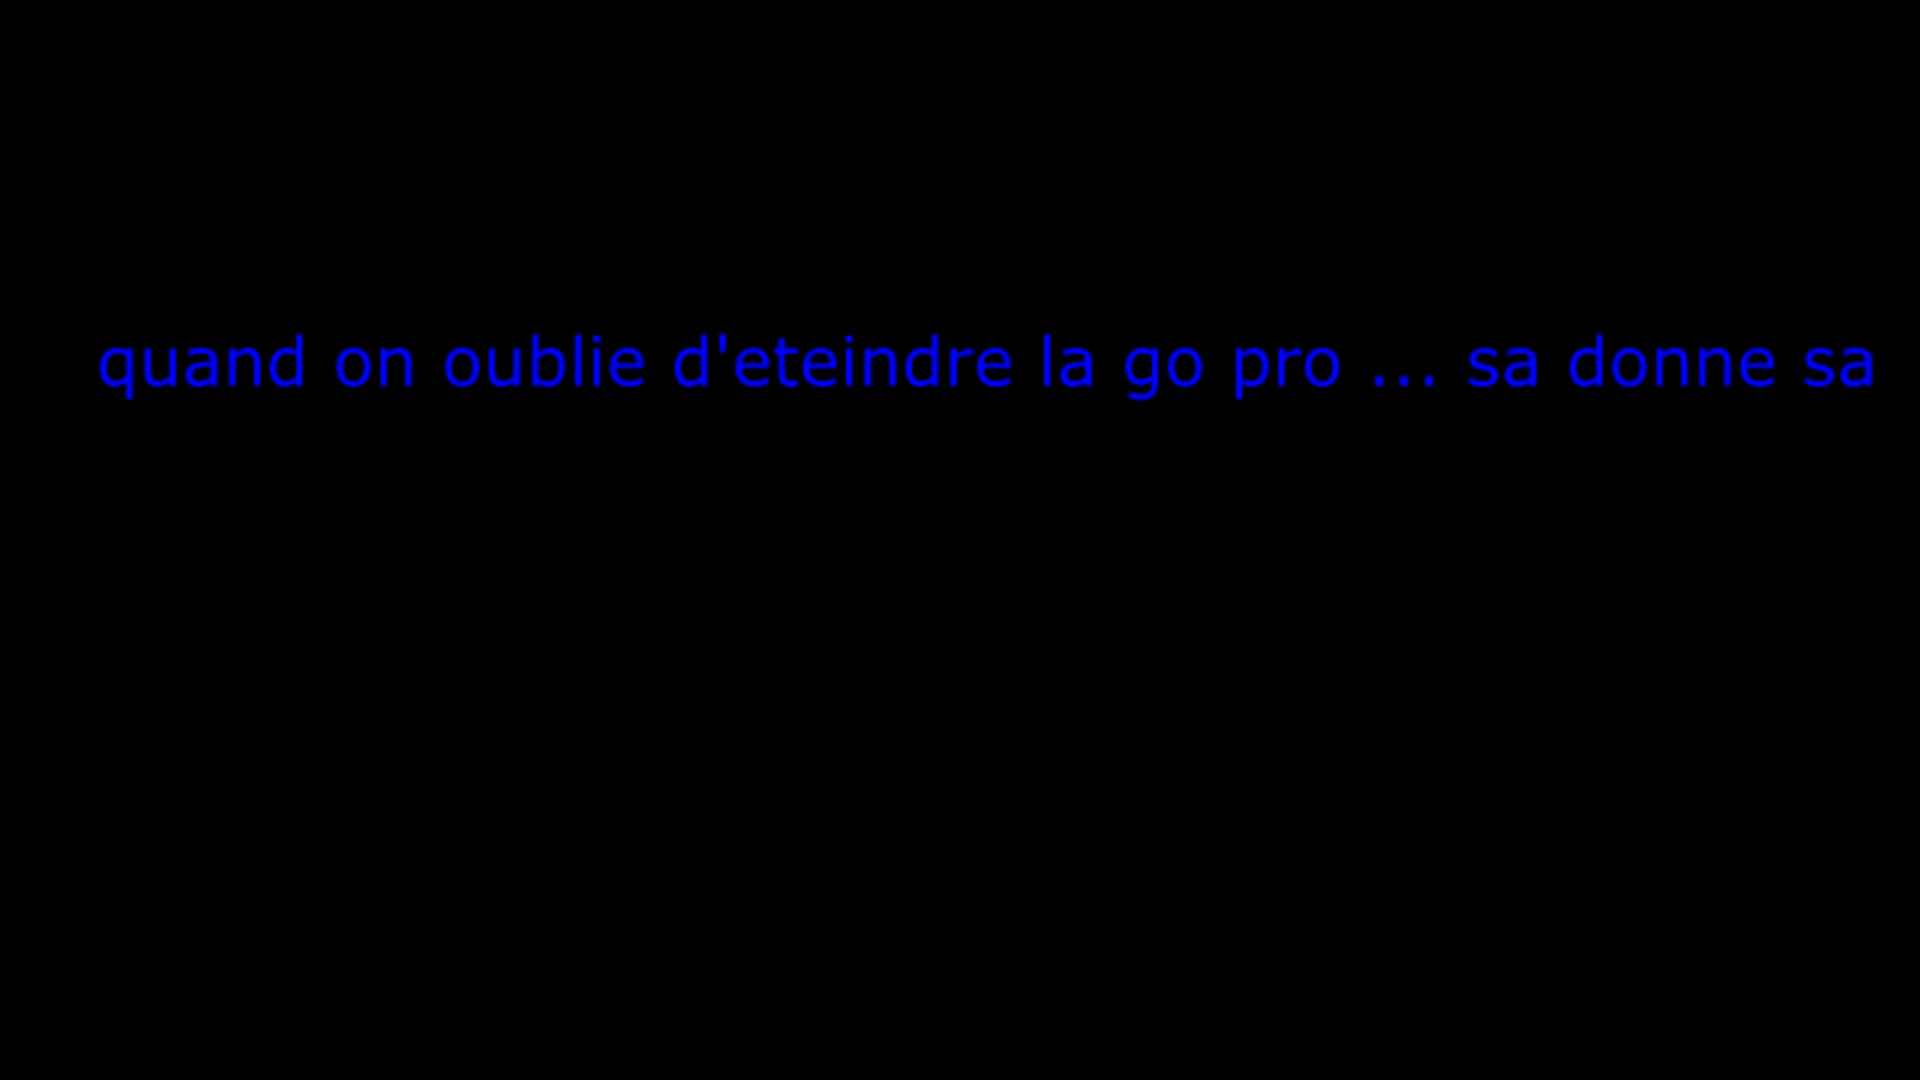 quand on oublie d'eteindre la go pro ... sa donne sa